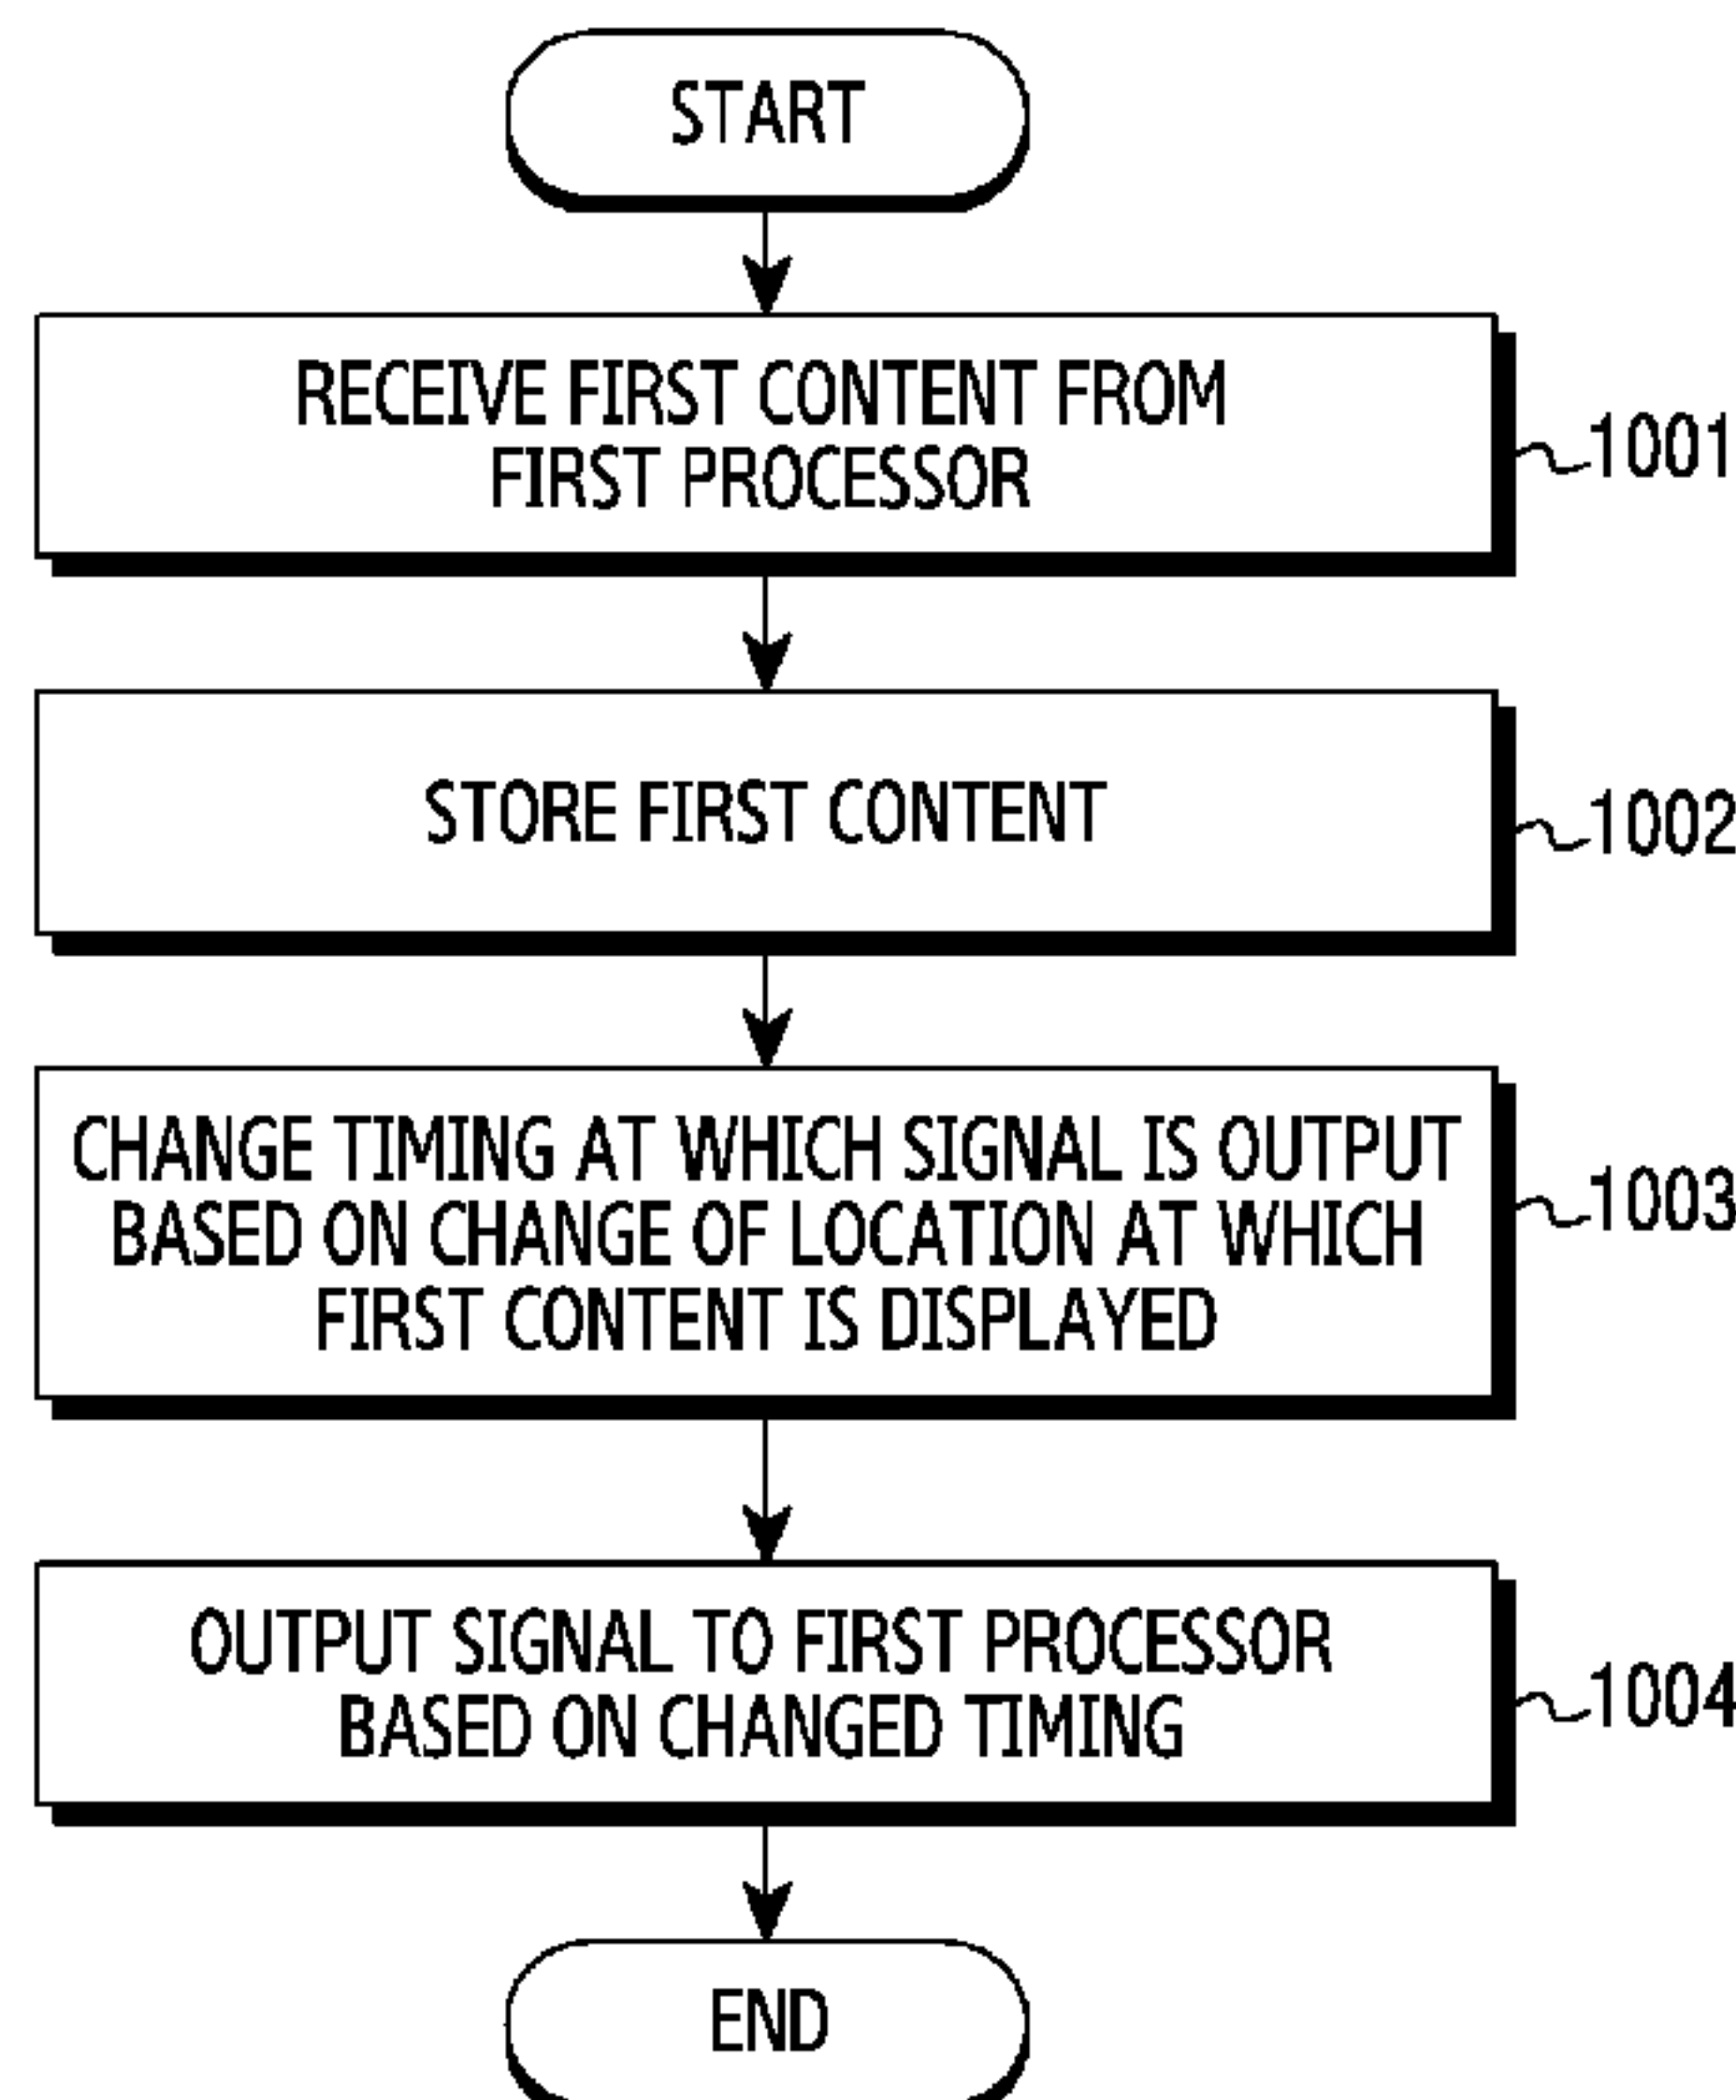 START
RECEIVE FIRST CONTENT FROM
FIRST PROCESSOR
1001
STORE FIRST CONTENT
1002
CHANGE TIMING AT WHICH SIGNAL IS OUTPUT
BASED ON CHANGE OF LOCATION AT WHICH
FIRST CONTENT IS DISPLAYED
1003
OUTPUT SIGNAL TO FIRST PROCESSOR
BASED ON CHANGED TIMING
1004
END